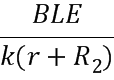 BLE
k(r + R₂)